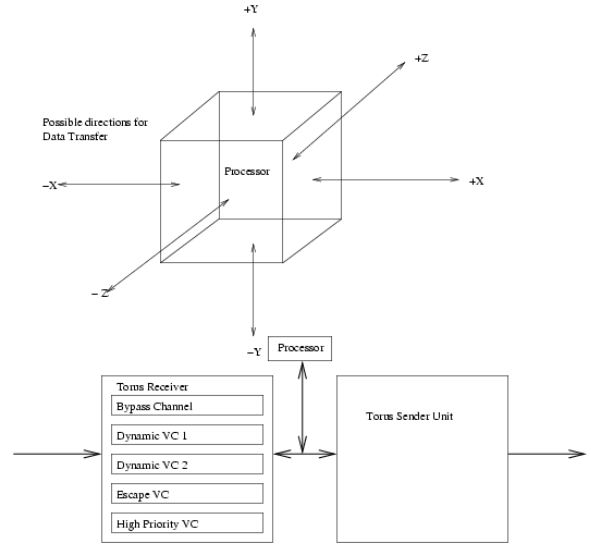 +Y
+Z
Possible directions for
Data Transfer
Processor
−X
+X
− Z
−Y
Processor
Torus Receiver
Bypass Channel
Torus Sender Unit
Dynamic VC 1
Dynamic VC 2
Escape VC
High Priority VC